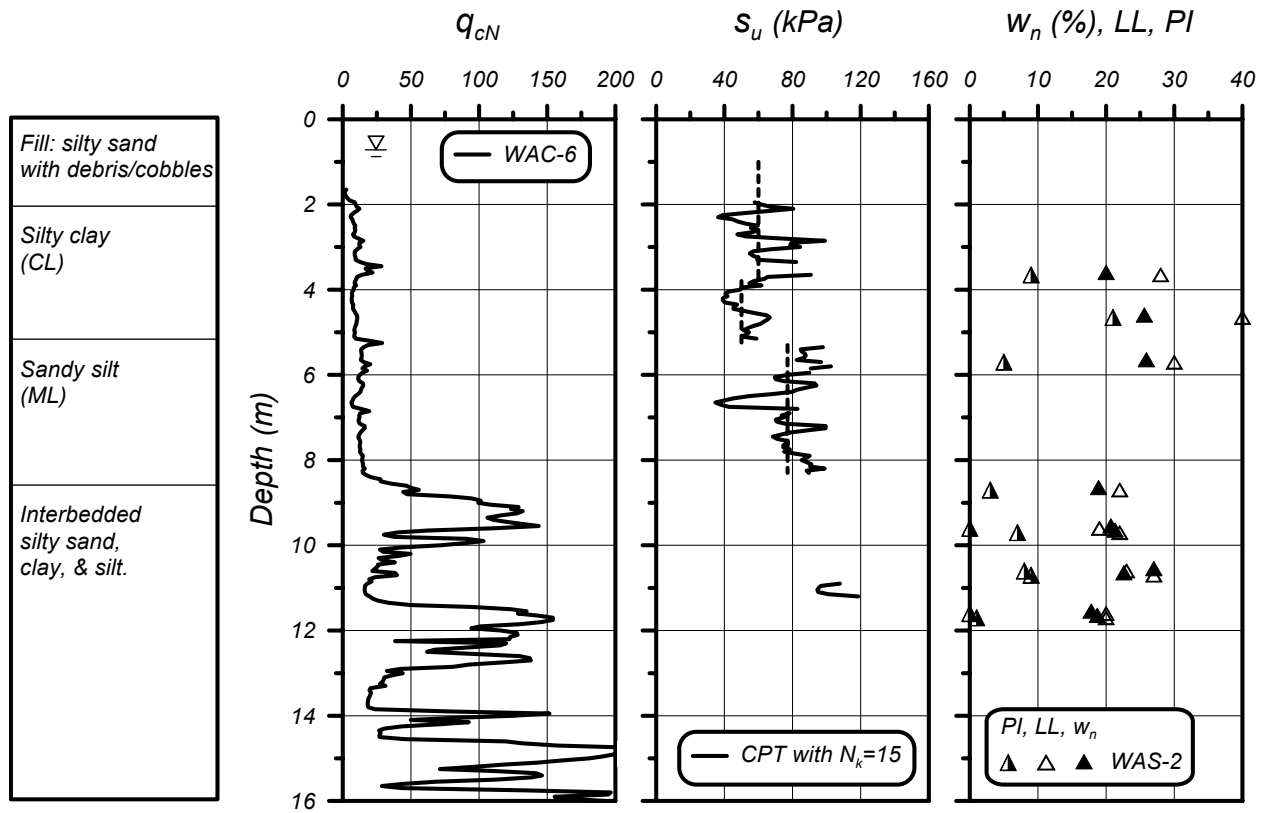 q_cN
s_u (kPa)
w_n (%), LL, PI
0 50 100 150 200
0 40 80 120 160
0 10 20 30 40
Fill: silty sand
with debris/cobbles
Silty clay
(CL)
Sandy silt
(ML)
Interbedded
silty sand,
clay, & silt.
Depth (m)
0
2
4
6
8
10
12
14
16
WAC-6
CPT with N_k=15
PI, LL, w_n
WAS-2